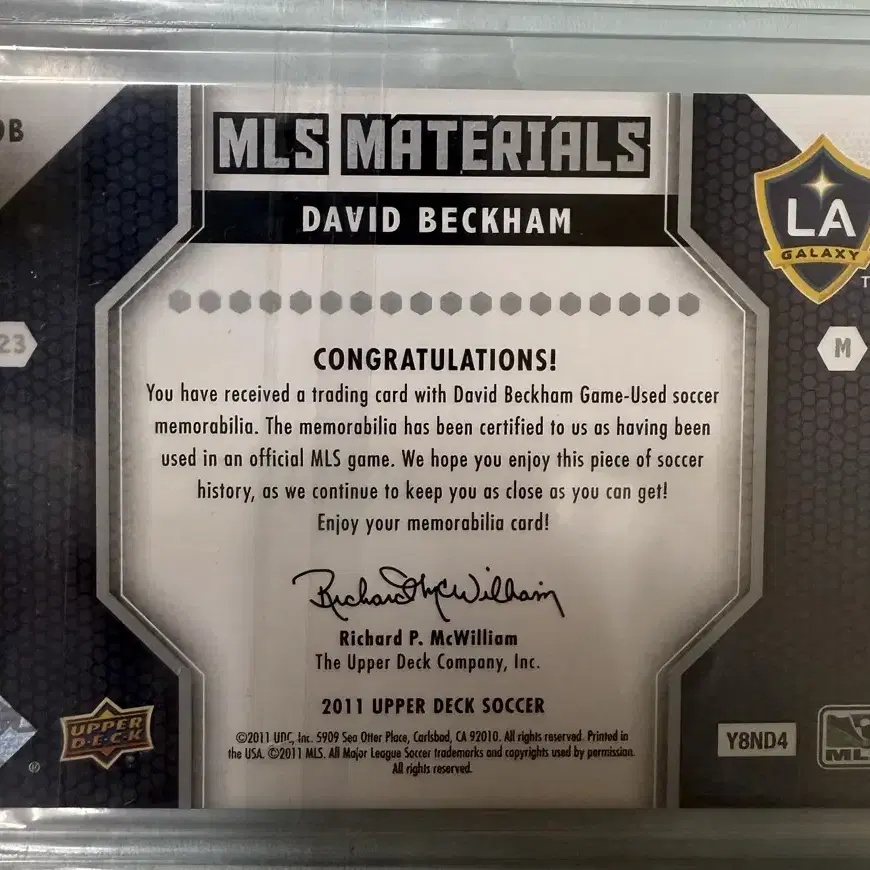 DB
MLS MATERIALS
DAVID BECKHAM
LA
GALAXY
23
M
CONGRATULATIONS!
You have received a trading card with David Beckham Game-Used soccer
memorabilia. The memorabilia has been certified to us as having been
used in an official MLS game. We hope you enjoy this piece of soccer
history, as we continue to keep you as close as you can get!
Enjoy your memorabilia card!
Richard McWilliam
Richard P. McWilliam
The Upper Deck Company, Inc.
2011 UPPER DECK SOCCER
UPPER
DECK
®
©2011 UDC, Inc. 5909 Sea Otter Place, Carlsbad, CA 92010. All rights reserved. Printed in
the USA. ©2011 MLS. All Major League Soccer trademarks and copyrights used by permission.
All rights reserved.
Y8ND4
ML